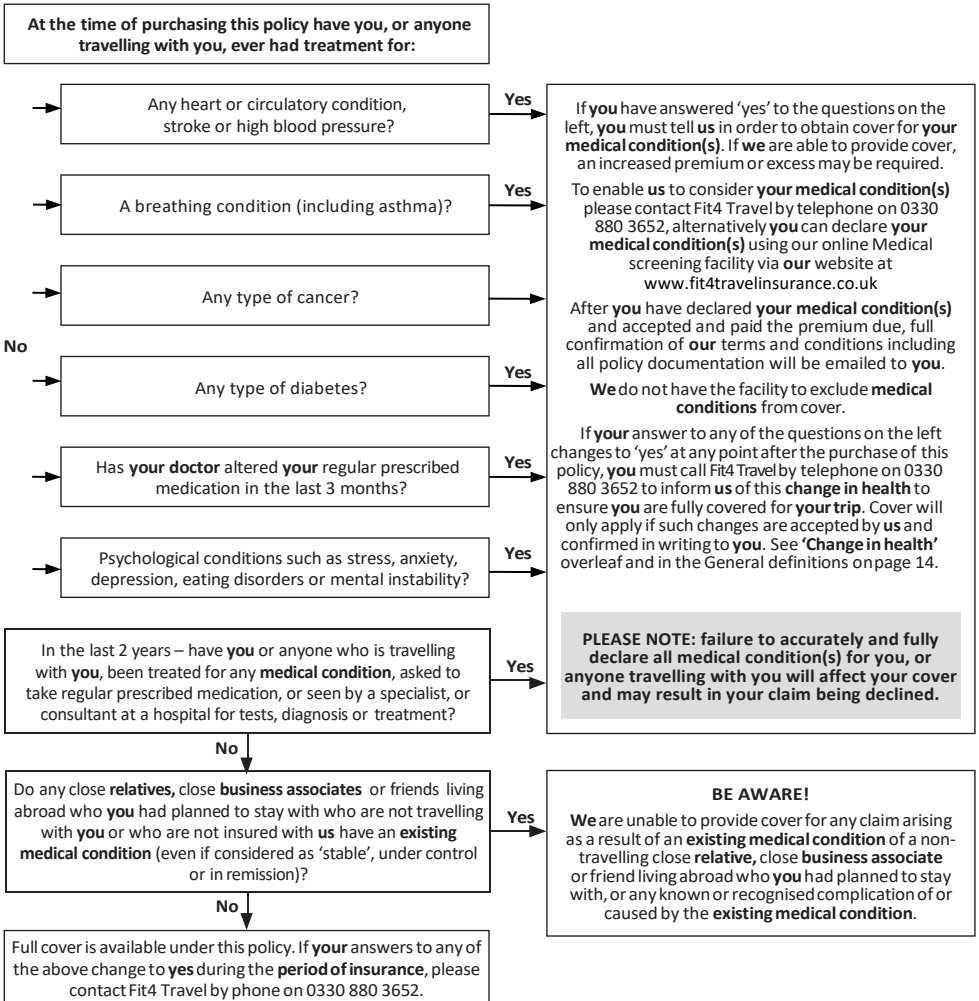 At the time of purchasing this policy have you, or anyone
travelling with you, ever had treatment for:
Any heart or circulatory condition,
stroke or high blood pressure?
Yes
A breathing condition (including asthma)?
Yes
Any type of cancer?
No
Any type of diabetes?
Yes
Has your doctor altered your regular prescribed
medication in the last 3 months?
Yes
Psychological conditions such as stress, anxiety,
depression, eating disorders or mental instability?
Yes
In the last 2 years – have you or anyone who is travelling
with you, been treated for any medical condition, asked to
take regular prescribed medication, or seen by a specialist, or
consultant at a hospital for tests, diagnosis or treatment?
Yes
If you have answered ‘yes’ to the questions on the
left, you must tell us in order to obtain cover for your
medical condition(s). If we are able to provide cover,
an increased premium or excess may be required.
To enable us to consider your medical condition(s)
please contact Fit4 Travel by telephone on 0330
880 3652, alternatively you can declare your
medical condition(s) using our online Medical
screening facility via our website at
www.fit4travelinsurance.co.uk
After you have declared your medical condition(s)
and accepted and paid the premium due, full
confirmation of our terms and conditions including
all policy documentation will be emailed to you.
We do not have the facility to exclude medical
conditions from cover.
If your answer to any of the questions on the left
changes to ‘yes’ at any point after the purchase of this
policy, you must call Fit4 Travel by telephone on 0330
880 3652 to inform us of this change in health to
ensure you are fully covered for your trip. Cover will
only apply if such changes are accepted by us and
confirmed in writing to you. See ‘Change in health’
overleaf and in the General definitions on page 14.
PLEASE NOTE: failure to accurately and fully
declare all medical condition(s) for you, or
anyone travelling with you will affect your cover
and may result in your claim being declined.
No
Do any close relatives, close business associates or friends living
abroad who you had planned to stay with who are not travelling
with you or who are not insured with us have an existing
medical condition (even if considered as ‘stable’, under control
or in remission)?
Yes
BE AWARE!
We are unable to provide cover for any claim arising
as a result of an existing medical condition of a non-
travelling close relative, close business associate
or friend living abroad who you had planned to stay
with, or any known or recognised complication of or
caused by the existing medical condition.
No
Full cover is available under this policy. If your answers to any of
the above change to yes during the period of insurance, please
contact Fit4 Travel by phone on 0330 880 3652.